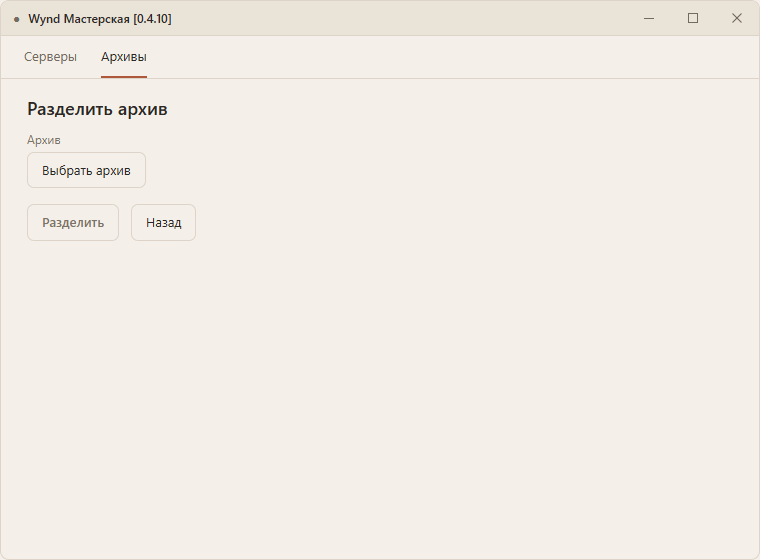 Wynd Мастерская [0.4.10]
Серверы Архивы
Разделить архив
Архив
Выбрать архив
Разделить Назад